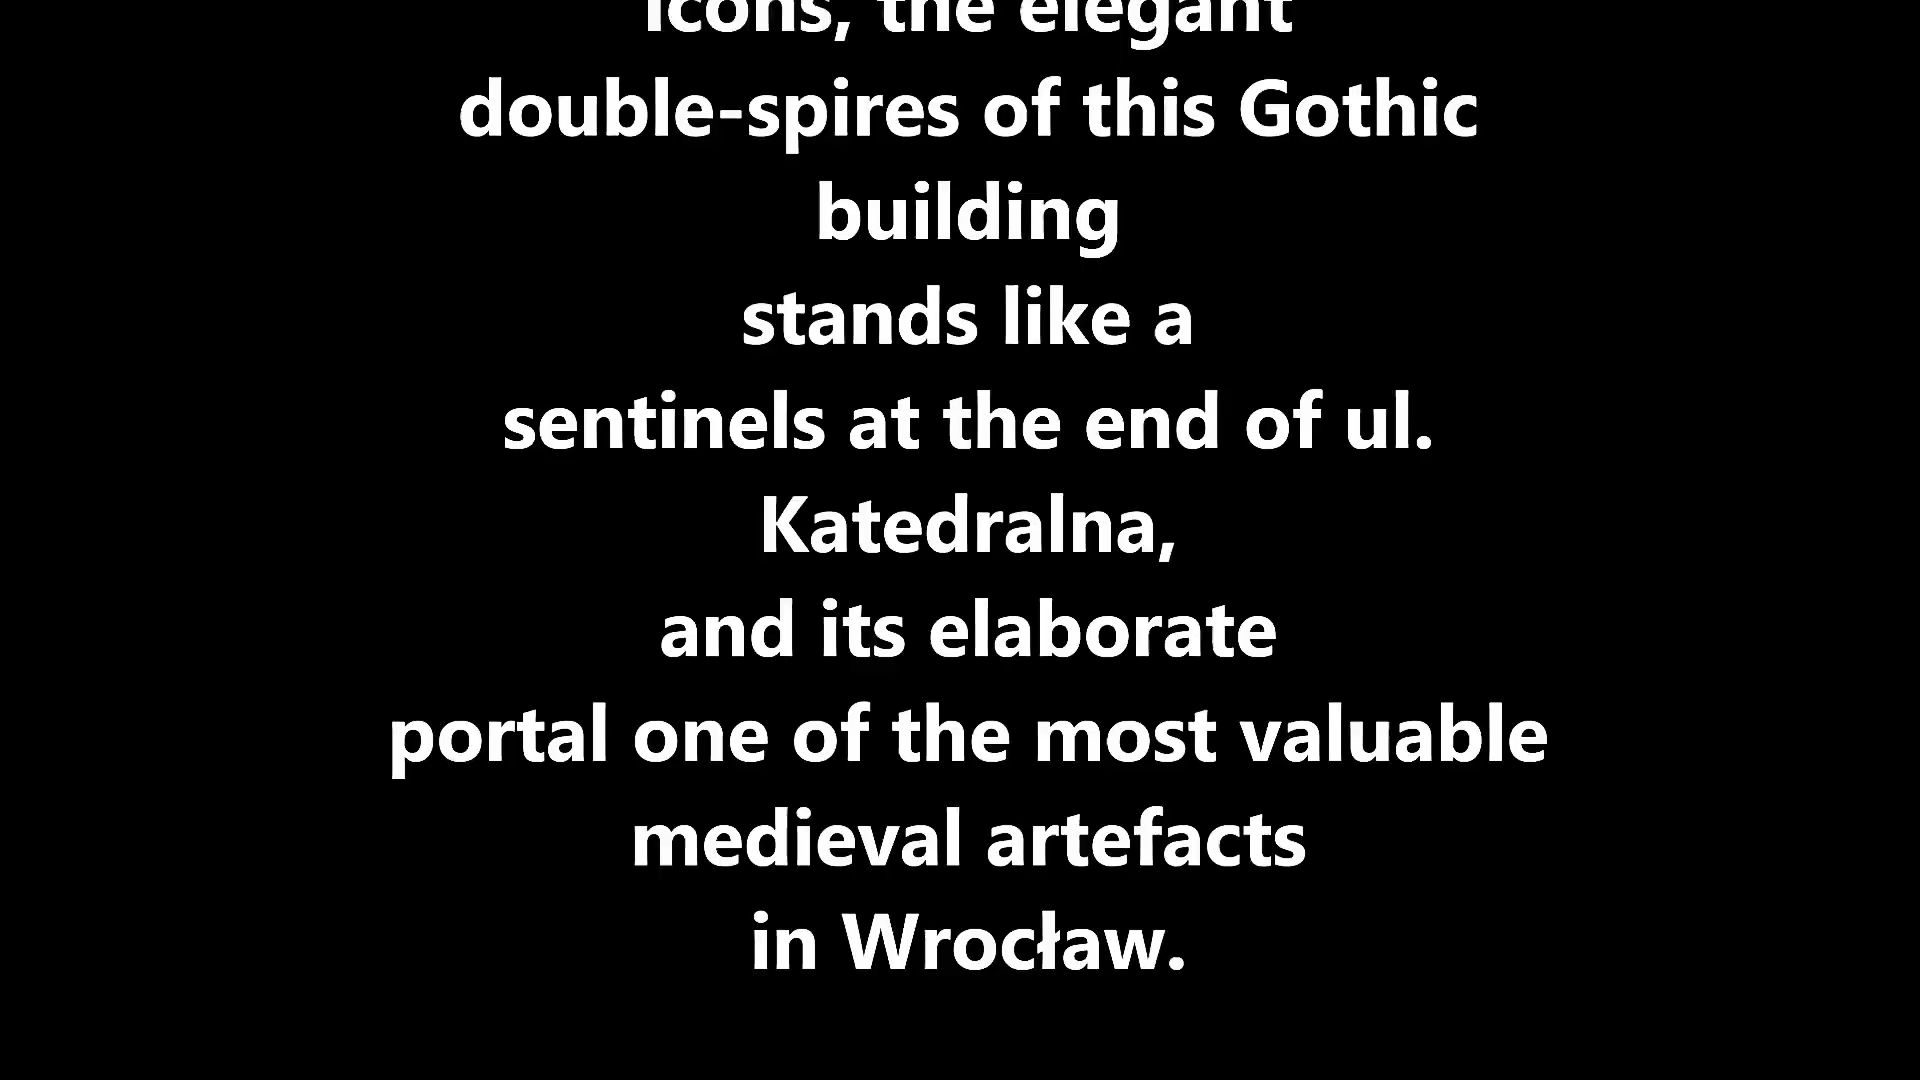 icons, the elegant
double-spires of this Gothic
building
stands like a
sentinels at the end of ul.
Katedralna,
and its elaborate
portal one of the most valuable
medieval artefacts
in Wrocław.